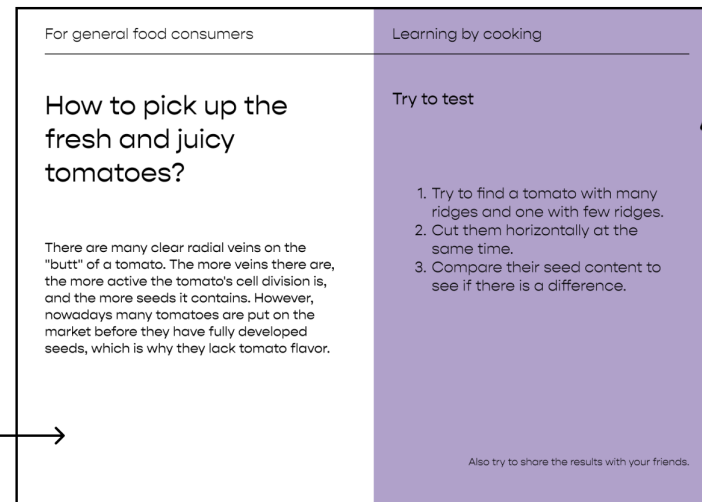 For general food consumers
How to pick up the
fresh and juicy
tomatoes?
There are many clear radial veins on the
"butt" of a tomato. The more veins there are,
the more active the tomato's cell division is,
and the more seeds it contains. However,
nowadays many tomatoes are put on the
market before they have fully developed
seeds, which is why they lack tomato flavor.
Learning by cooking
Try to test
1. Try to find a tomato with many
ridges and one with few ridges.
2. Cut them horizontally at the
same time.
3. Compare their seed content to
see if there is a difference.
Also try to share the results with your friends.